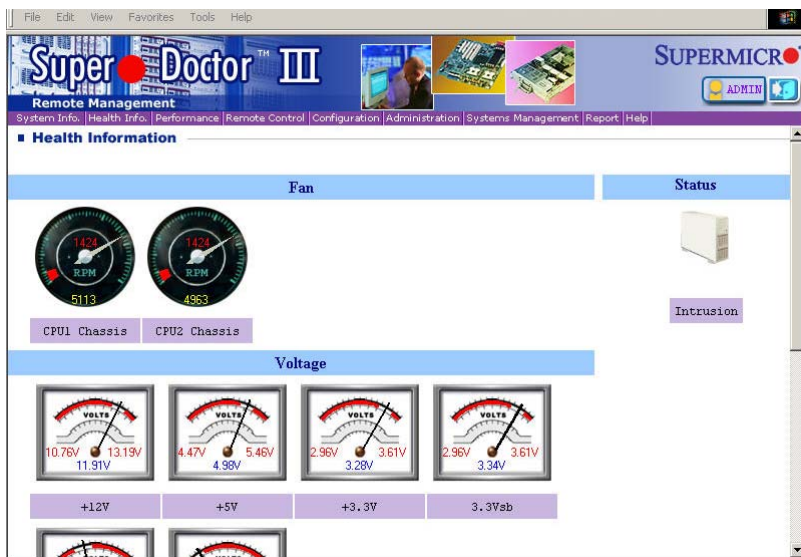 File Edit View Favorites Tools Help
Super Doctor TM III
SUPERMICRO
Remote Management
ADMIN
System Info. Health Info. Performance Remote Control Configuration Administration Systems Management Report Help
Health Information
Fan
Status
1424
RPM
5113
1424
RPM
4963
CPU1 Chassis
CPU2 Chassis
Intrusion
Voltage
VOLTS
10.76V 13.19V
11.91V
VOLTS
4.47V 5.46V
4.98V
VOLTS
2.96V 3.61V
3.28V
VOLTS
2.96V 3.61V
3.34V
+12V
+5V
+3.3V
3.3Vsb